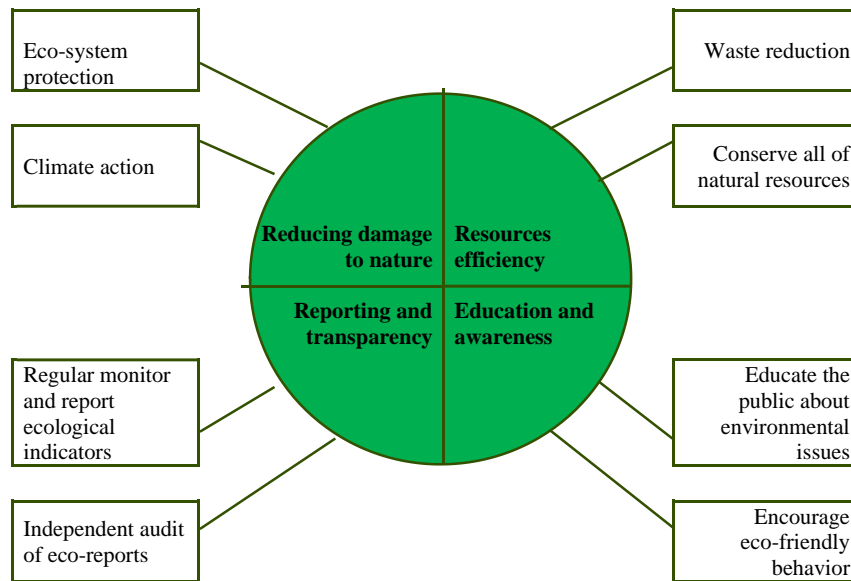 Eco-system
protection
Waste reduction
Climate action
Conserve all of
natural resources
Reducing damage
to nature
Resources
efficiency
Reporting and
transparency
Education and
awareness
Regular monitor
and report
ecological
indicators
Educate the
public about
environmental
issues
Independent audit
of eco-reports
Encourage
eco-friendly
behavior